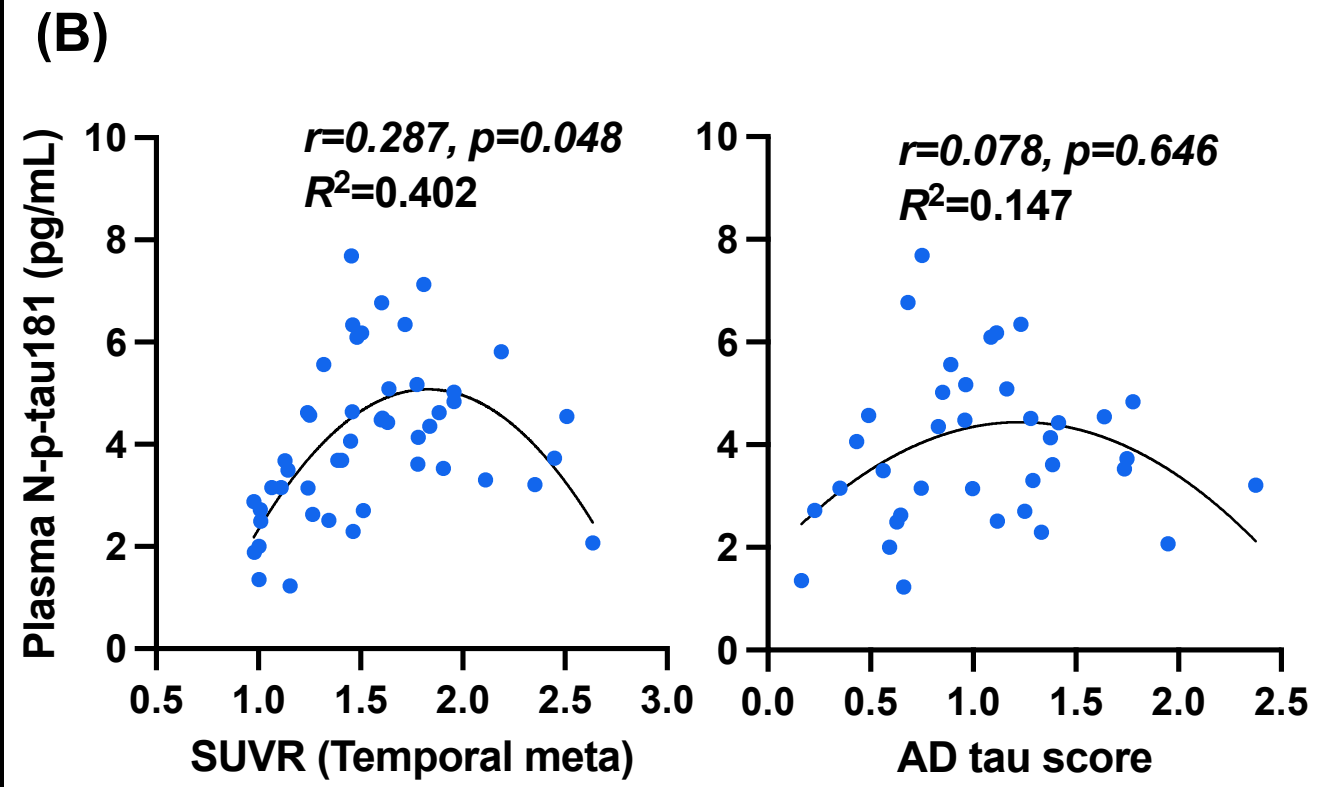 (B)
Plasma N-p-tau181 (pg/mL)
r=0.287, p=0.048
R²=0.402
10
8
6
4
2
0
0.5 1.0 1.5 2.0 2.5 3.0
SUVR (Temporal meta)
r=0.078, p=0.646
R²=0.147
10
8
6
4
2
0
0.0 0.5 1.0 1.5 2.0 2.5
AD tau score